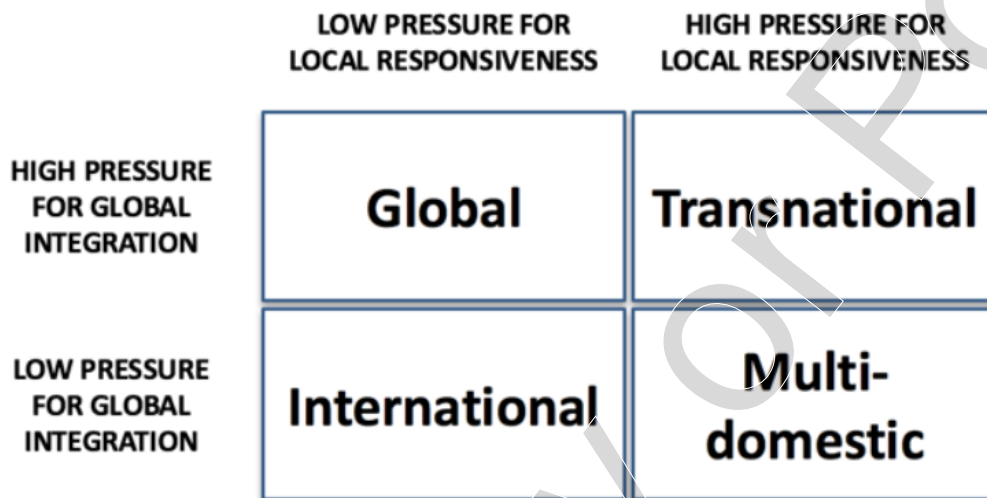 LOW PRESSURE FOR
LOCAL RESPONSIVENESS
HIGH PRESSURE FOR
LOCAL RESPONSIVENESS
HIGH PRESSURE
FOR GLOBAL
INTEGRATION
Global
Transnational
LOW PRESSURE
FOR GLOBAL
INTEGRATION
International
Multi-
domestic